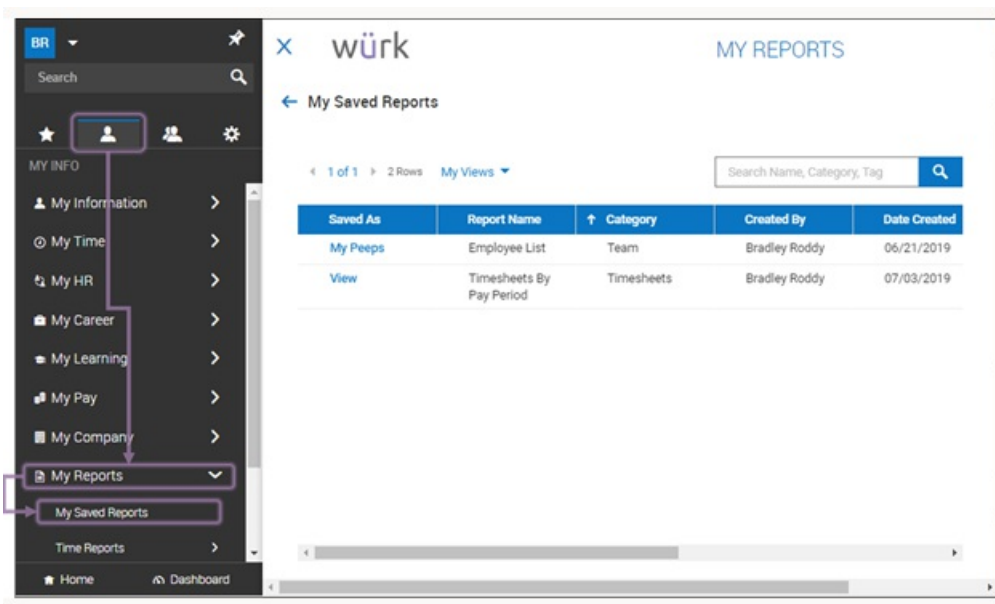 BR
Search
MY INFO
My Information
My Time
My HR
My Career
My Learning
My Pay
My Company
My Reports
My Saved Reports
Time Reports
Home Dashboard
würk
MY REPORTS
My Saved Reports
1 of 1 2 Rows My Views
Search Name, Category, Tag
Saved As Report Name Category Created By Date Created
My Peeps Employee List Team Bradley Roddy 06/21/2019
View Timesheets By Timesheets Bradley Roddy 07/03/2019
Pay Period